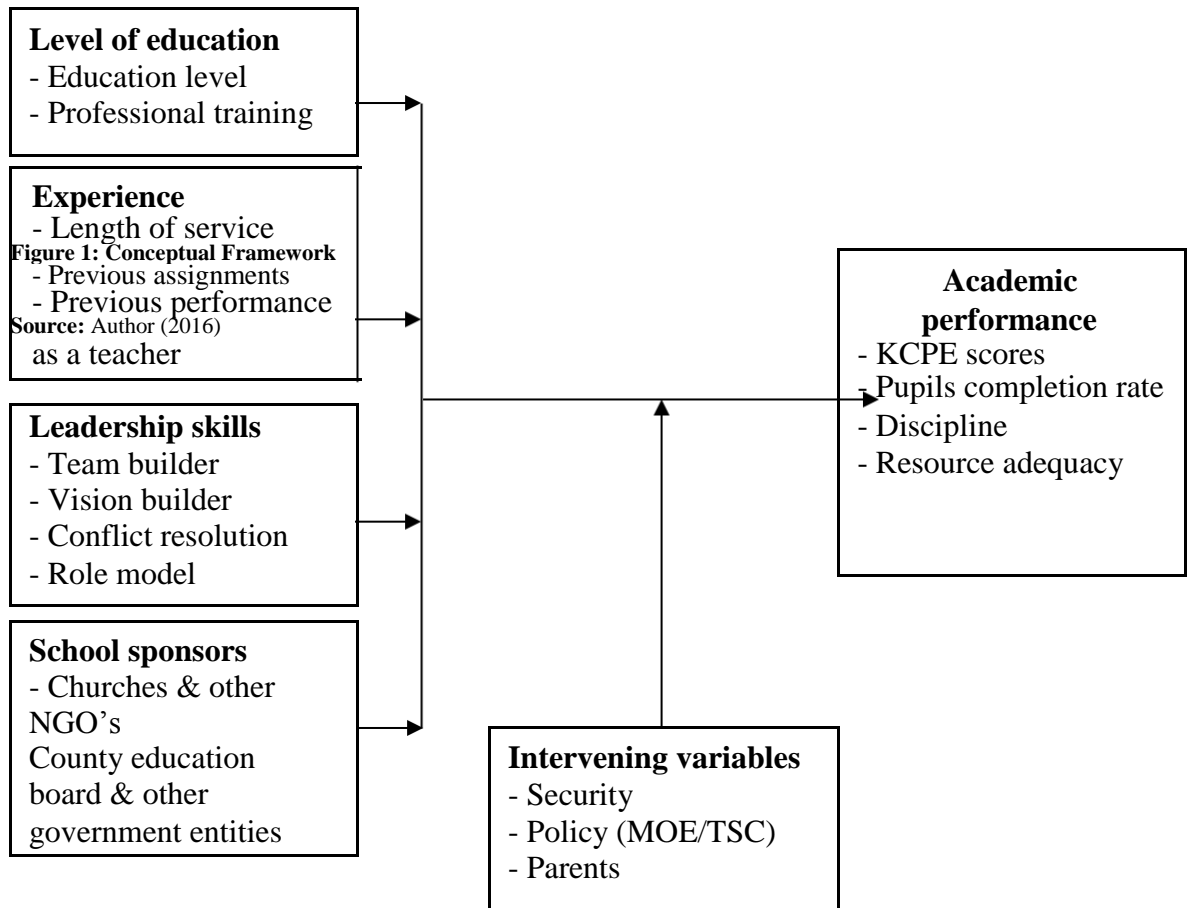 Level of education
- Education level
- Professional training
Experience
- Length of service
Figure 1: Conceptual Framework
- Previous assignments
- Previous performance
Source: Author (2016)
as a teacher
Leadership skills
- Team builder
- Vision builder
- Conflict resolution
- Role model
School sponsors
- Churches & other
NGO’s
County education
board & other
government entities
Intervening variables
- Security
- Policy (MOE/TSC)
- Parents
Academic
performance
- KCPE scores
- Pupils completion rate
- Discipline
- Resource adequacy